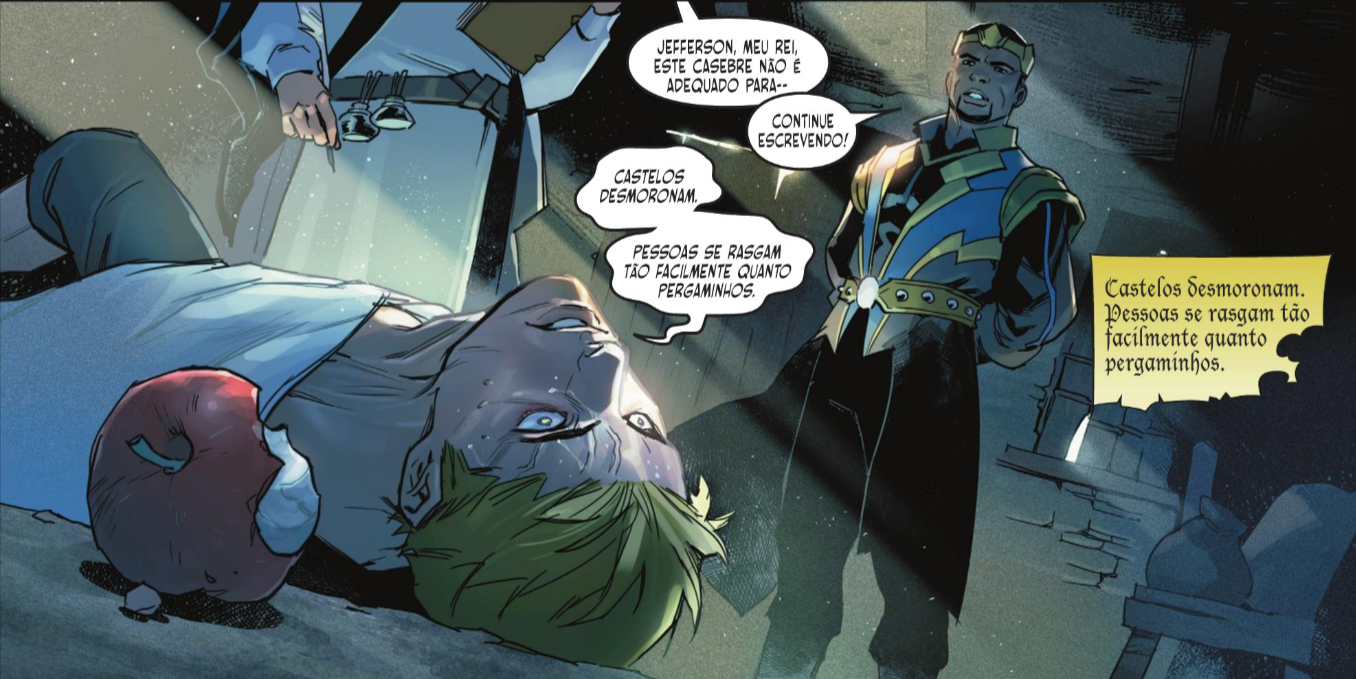 JEFFERSON, MEU REI,
ESTE CASEBRE NÃO É
ADEQUADO PARA--
CONTINUE
ESCREVENDO!
CASTELOS
DESMORONAM.
PESSOAS SE RASGAM
TÃO FACILMENTE QUANTO
PERGAMINHOS.
Castelos desmoronam.
Pessoas se rasgam tão
facilmente quanto
pergaminhos.